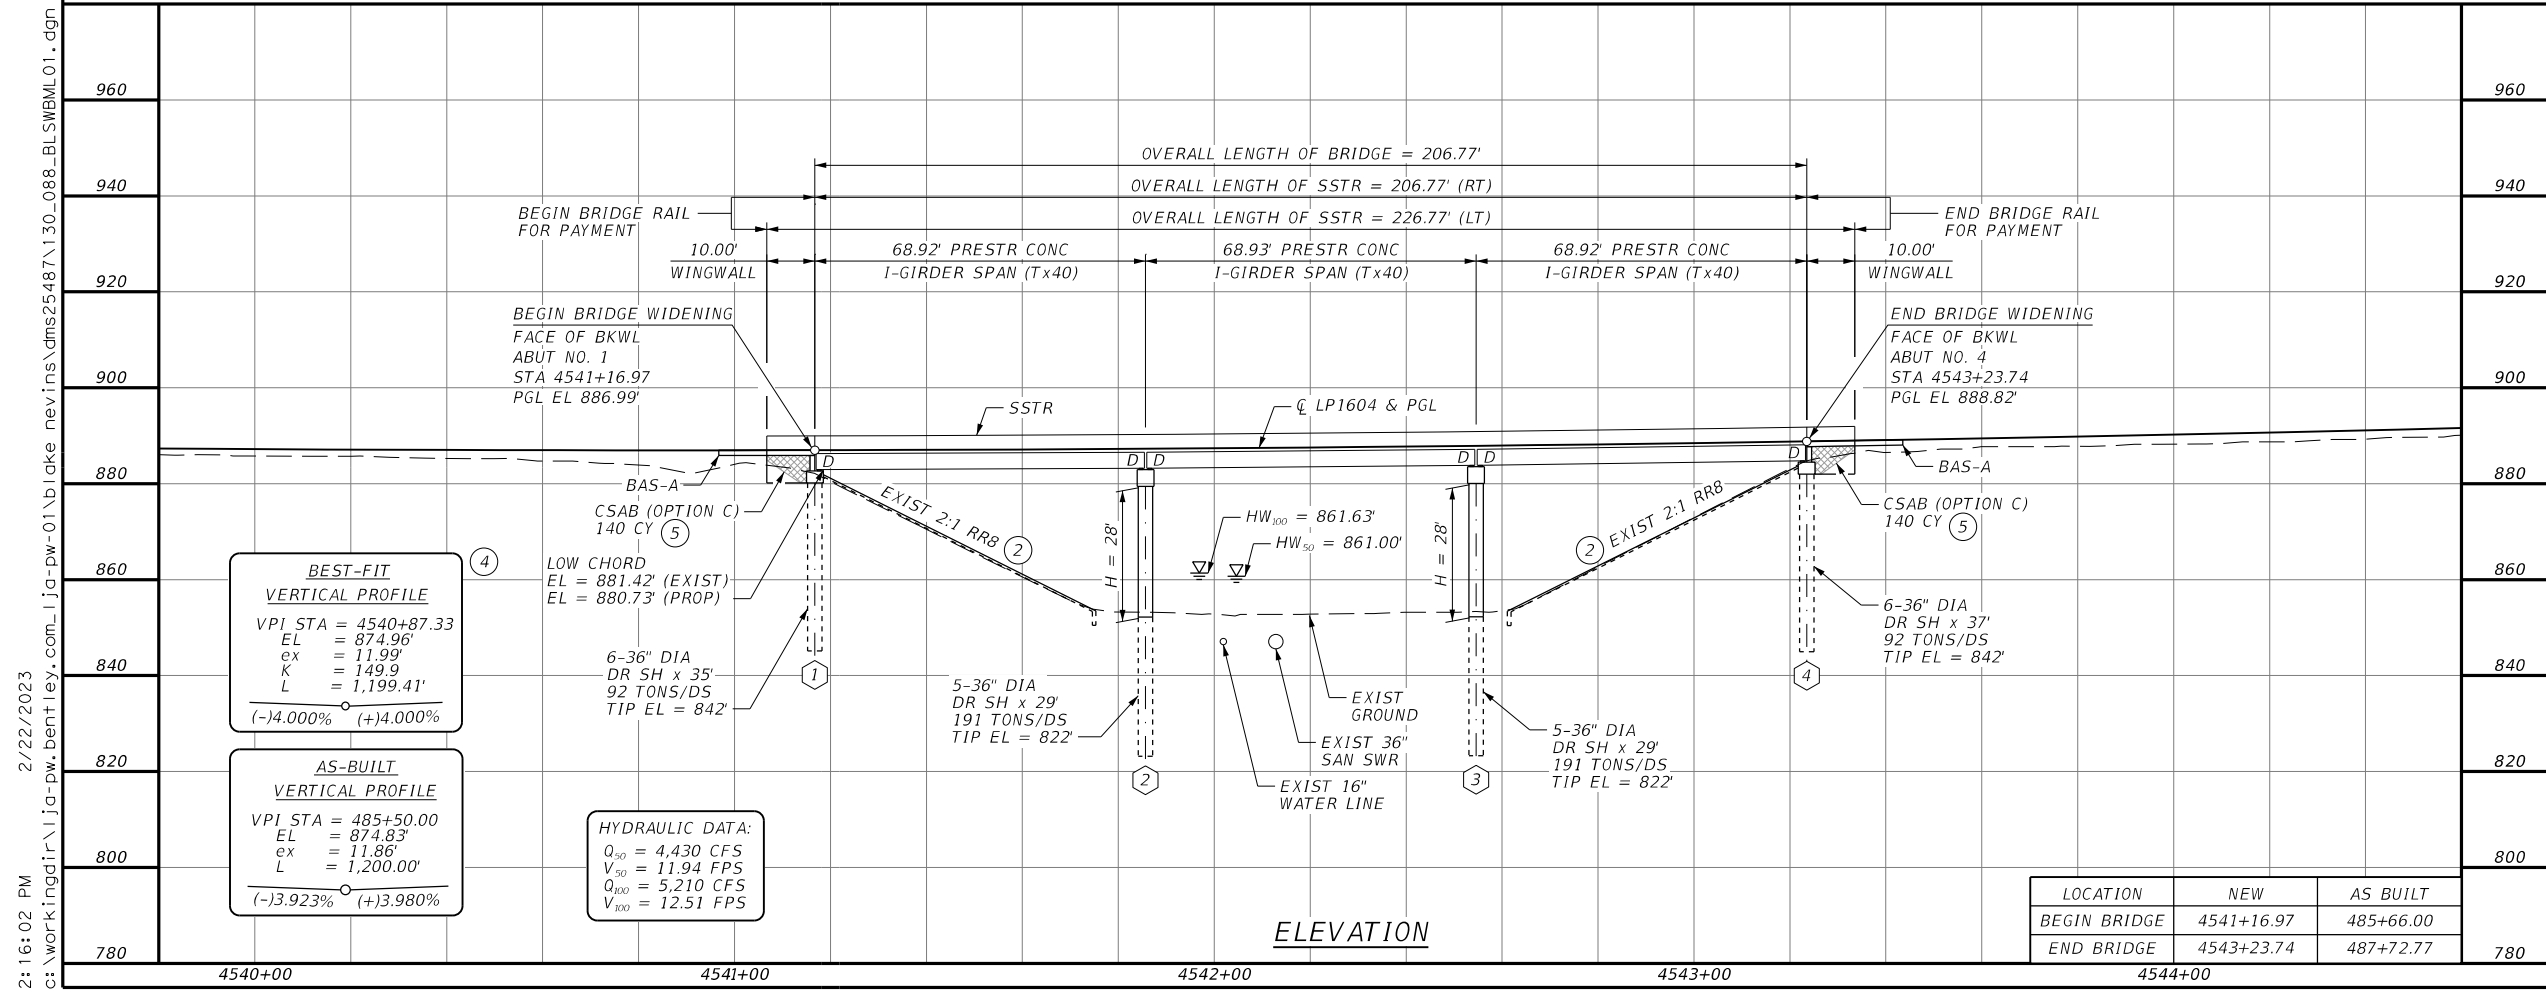 2:16:02 PM 2/22/2023
c:\workingdir\lja-pw.bentley.com_lja-pw-01\blake nevins\dms25487\130_088_BLSWBML01.dgn
960
940
920
900
880
860
840
820
800
780
OVERALL LENGTH OF BRIDGE = 206.77'
OVERALL LENGTH OF SSTR = 206.77' (RT)
OVERALL LENGTH OF SSTR = 226.77' (LT)
BEGIN BRIDGE RAIL
FOR PAYMENT
END BRIDGE RAIL
FOR PAYMENT
10.00'
WINGWALL
68.92' PRESTR CONC
I-GIRDER SPAN (Tx40)
68.93' PRESTR CONC
I-GIRDER SPAN (Tx40)
68.92' PRESTR CONC
I-GIRDER SPAN (Tx40)
10.00'
WINGWALL
BEGIN BRIDGE WIDENING
FACE OF BKWL
ABUT NO. 1
STA 4541+16.97
PGL EL 886.99'
END BRIDGE WIDENING
FACE OF BKWL
ABUT NO. 4
STA 4543+23.74
PGL EL 888.82'
SSTR
℄ LP1604 & PGL
D
D D
D D
D
BAS-A
BAS-A
CSAB (OPTION C)
140 CY 5
CSAB (OPTION C)
140 CY 5
EXIST 2:1 RR8 2
2 EXIST 2:1 RR8
H = 28'
H = 28'
HW100 = 861.63'
HW50 = 861.00'
LOW CHORD
EL = 881.42' (EXIST)
EL = 880.73' (PROP)
4
BEST-FIT
VERTICAL PROFILE
VPI STA = 4540+87.33
EL = 874.96'
ex = 11.99'
K = 149.9
L = 1,199.41'
(-)4.000% (+)4.000%
AS-BUILT
VERTICAL PROFILE
VPI STA = 485+50.00
EL = 874.83'
ex = 11.86'
L = 1,200.00'
(-)3.923% (+)3.980%
6-36" DIA
DR SH x 35'
92 TONS/DS
TIP EL = 842'
1
5-36" DIA
DR SH x 29'
191 TONS/DS
TIP EL = 822'
2
EXIST
GROUND
EXIST 36"
SAN SWR
EXIST 16"
WATER LINE
5-36" DIA
DR SH x 29'
191 TONS/DS
TIP EL = 822'
3
6-36" DIA
DR SH x 37'
92 TONS/DS
TIP EL = 842'
4
HYDRAULIC DATA:
Q50 = 4,430 CFS
V50 = 11.94 FPS
Q100 = 5,210 CFS
V100 = 12.51 FPS
ELEVATION
LOCATION NEW AS BUILT
BEGIN BRIDGE 4541+16.97 485+66.00
END BRIDGE 4543+23.74 487+72.77
960
940
920
900
880
860
840
820
800
780
4540+00 4541+00 4542+00 4543+00 4544+00